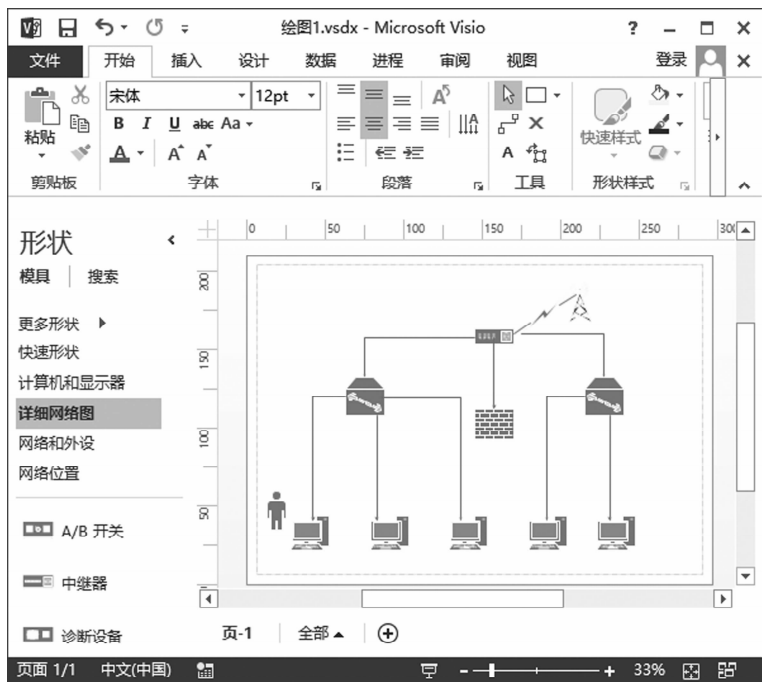 绘图1.vsdx - Microsoft Visio
文件 开始 插入 设计 数据 进程 审阅 视图 登录
宋体 12pt
B I U abc Aa
A A A
粘贴
快速样式
剪贴板 字体 段落 工具 形状样式
形状
模具 搜索
更多形状
快速形状
计算机和显示器
详细网络图
网络和外设
网络位置
A/B 开关
中继器
诊断设备
0 50 100 150 200 250 300
200
150
100
50
页-1 全部
页面 1/1 中文(中国) 33%